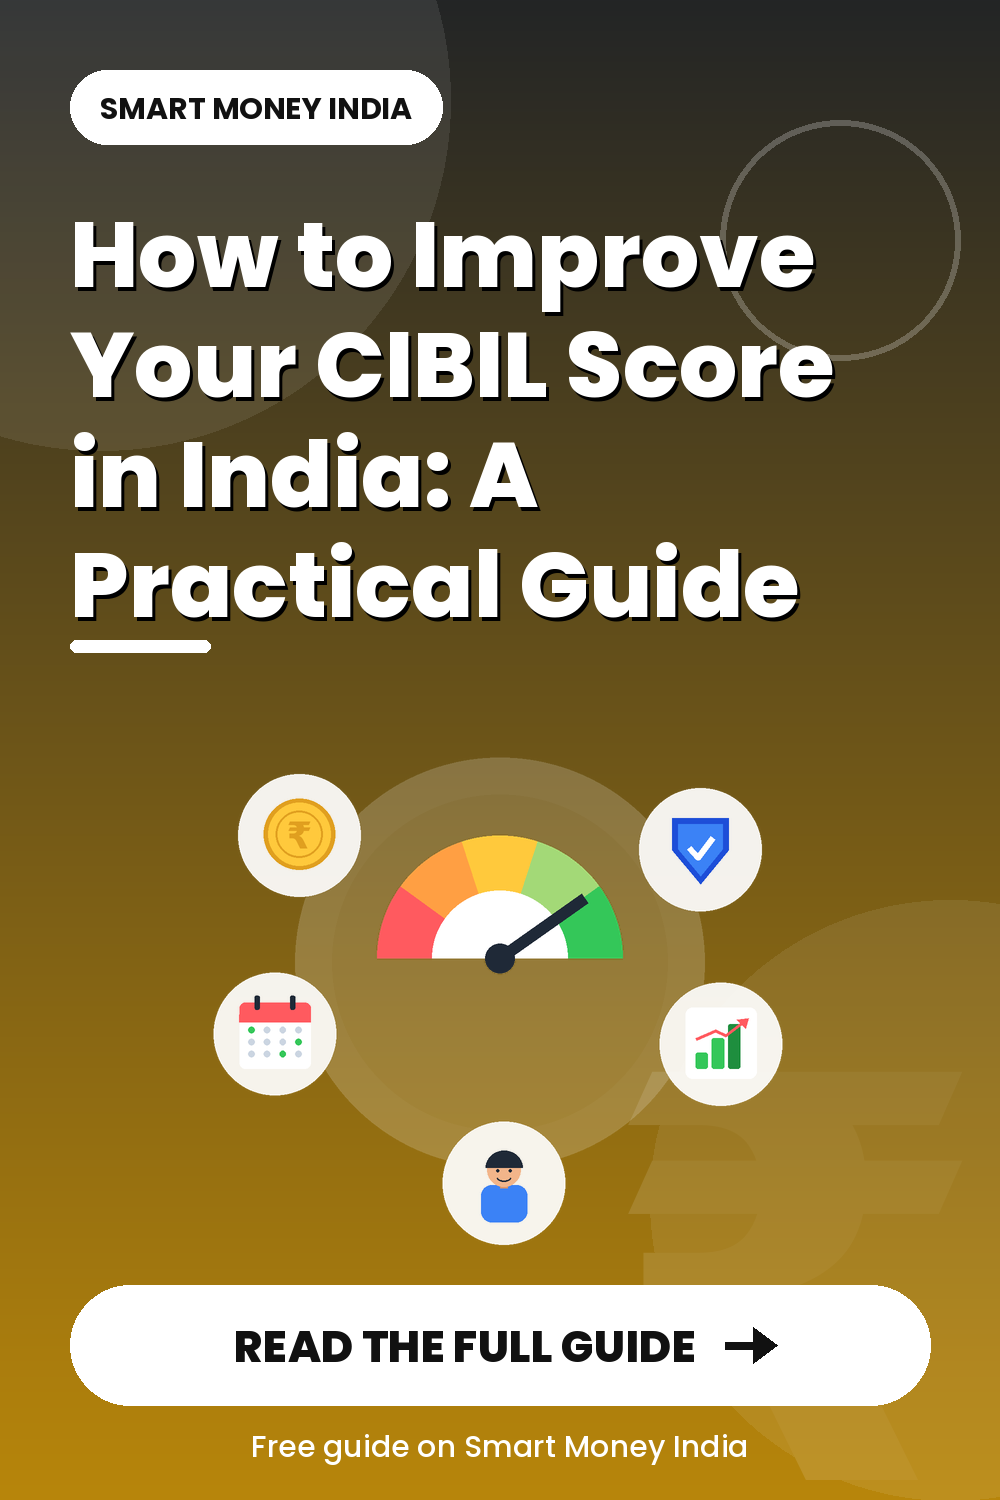 SMART MONEY INDIA
How to Improve
Your CIBIL Score
in India: A
Practical Guide
₹
₹
READ THE FULL GUIDE
Free guide on Smart Money India